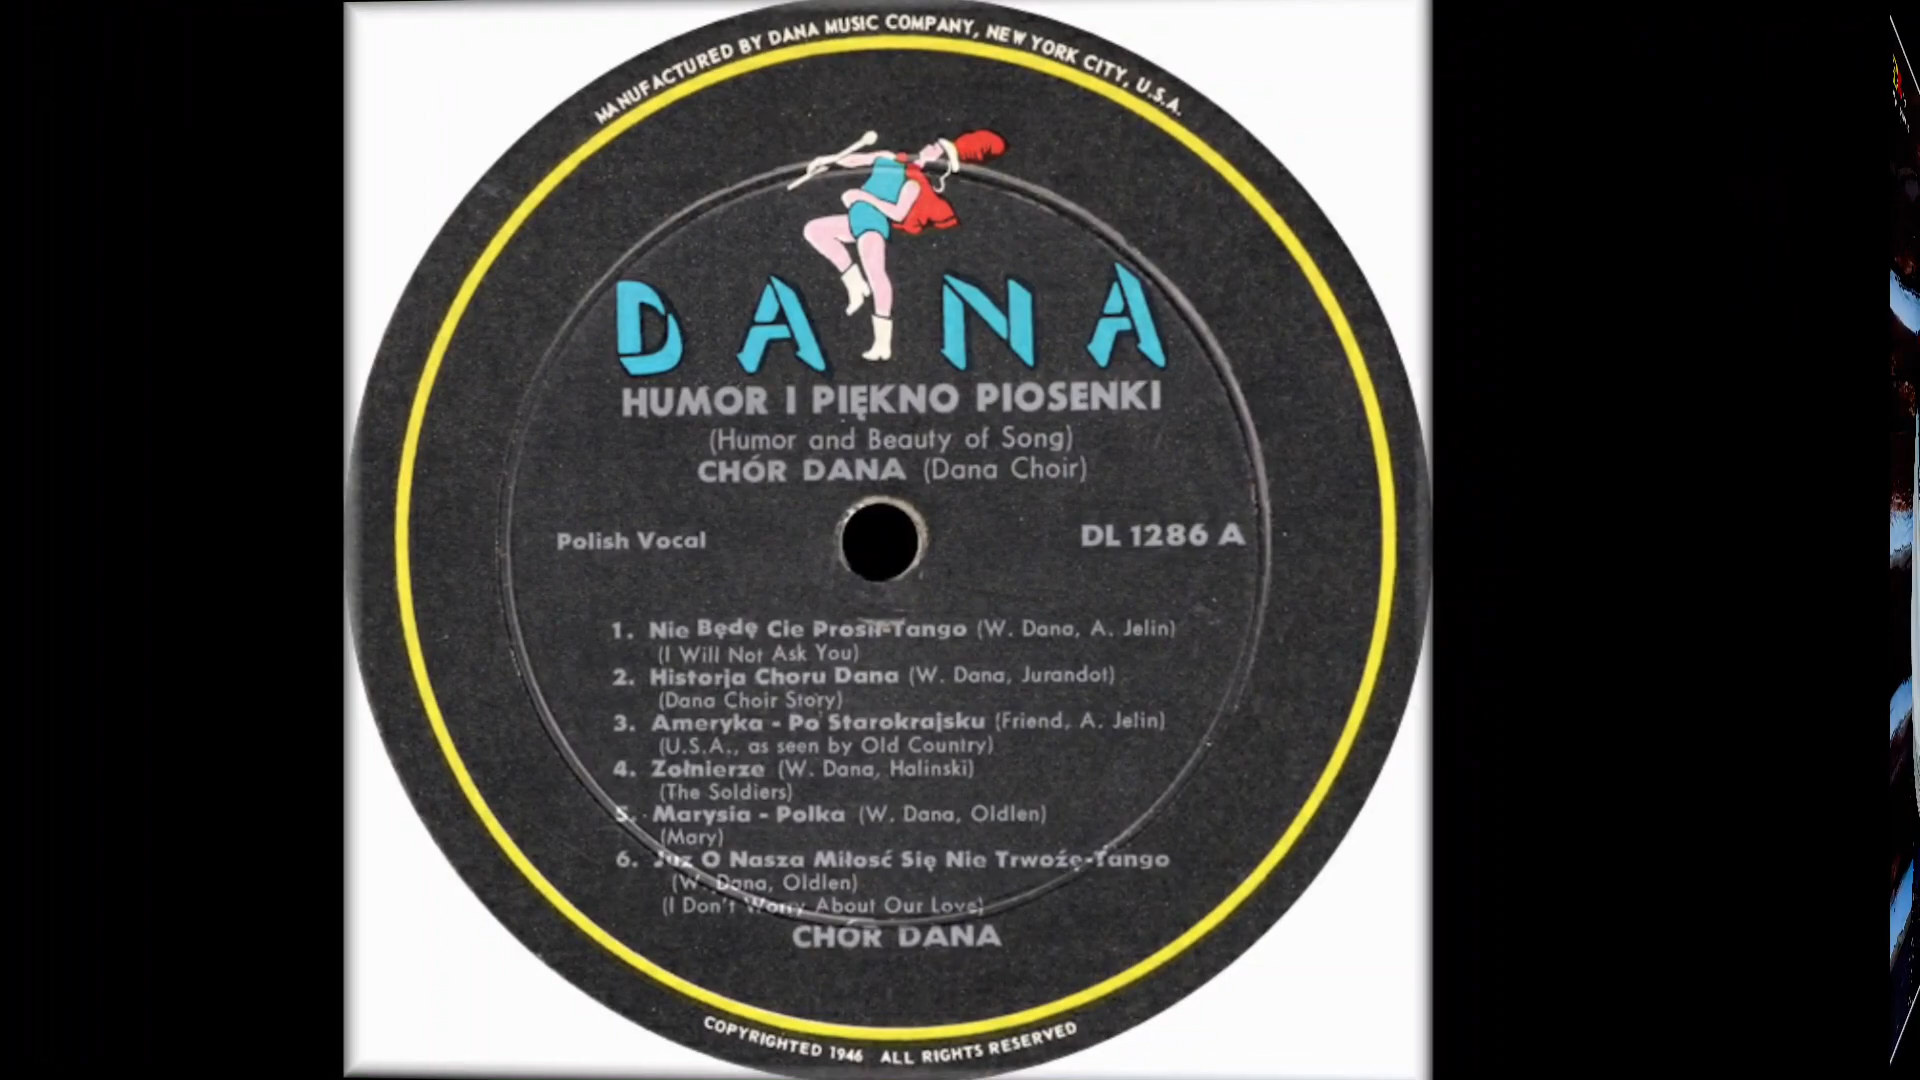 MANUFACTURED BY DANA MUSIC COMPANY, NEW YORK CITY, U.S.A.
DANA
HUMOR I PIĘKNO PIOSENKI
(Humor and Beauty of Song)
CHÓR DANA (Dana Choir)
Polish Vocal
DL 1286 A
1. Nie Będę Cie Prosił-Tango (W. Dana, A. Jelin)
(I Will Not Ask You)
2. Historja Choru Dana (W. Dana, Jurandot)
(Dana Choir Story)
3. Ameryka - Po Starokrajsku (Friend, A. Jelin)
(U.S.A., as seen by Old Country)
4. Zołnierze (W. Dana, Halinski)
(The Soldiers)
5. Marysia - Polka (W. Dana, Oldlen)
(Mary)
6. Juz O Nasza Miłosć Się Nie Trwożę-Tango
(W. Dana, Oldlen)
(I Don't Worry About Our Love)
CHÓR DANA
COPYRIGHTED 1946 ALL RIGHTS RESERVED